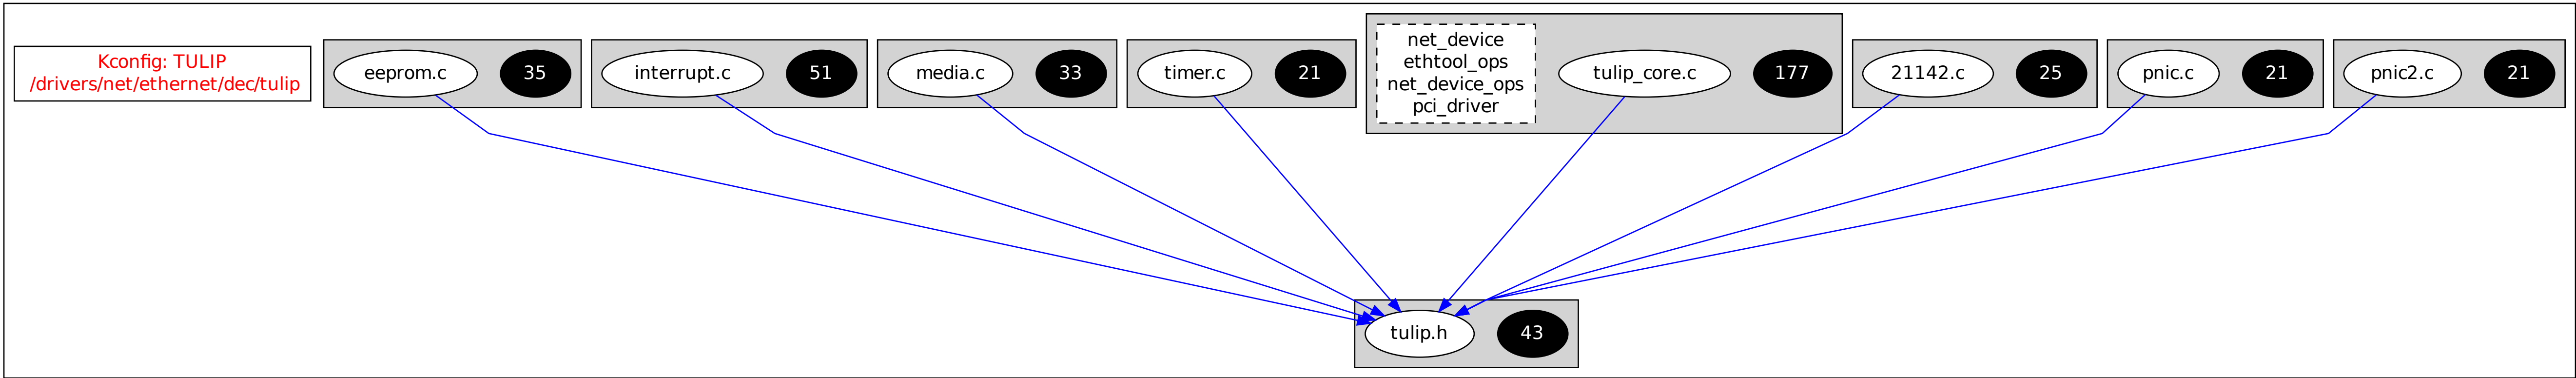 Kconfig: TULIP
/drivers/net/ethernet/dec/tulip
eeprom.c 35
interrupt.c 51
media.c 33
timer.c 21
net_device
ethtool_ops
net_device_ops
pci_driver
tulip_core.c 177
21142.c 25
pnic.c 21
pnic2.c 21
tulip.h 43